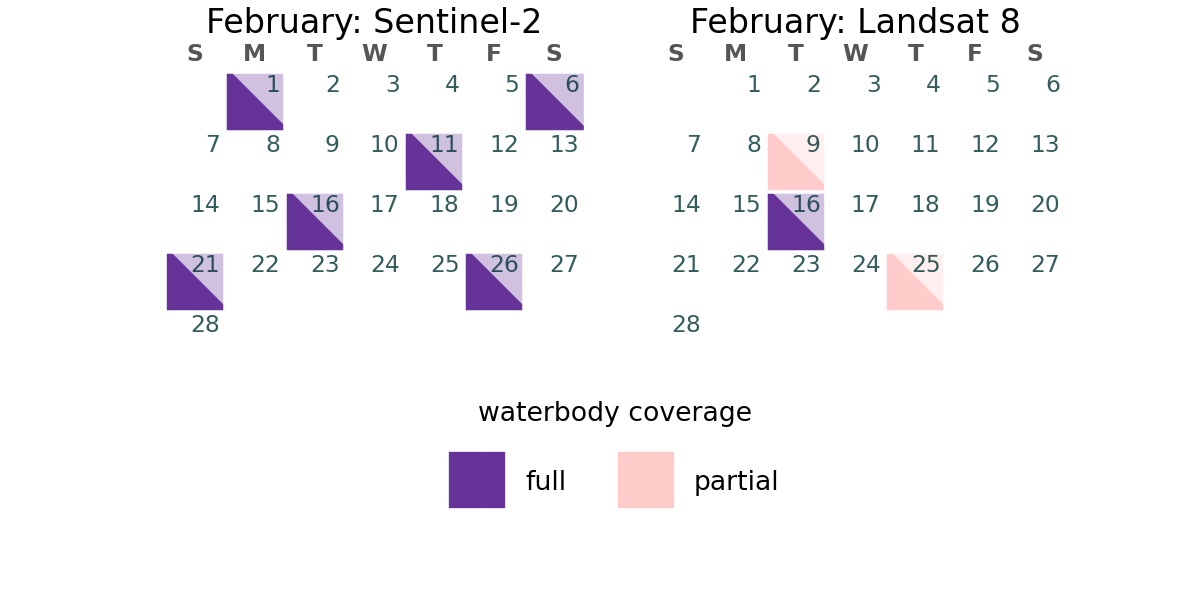 February: Sentinel-2
S M T W T F S
1 2 3 4 5 6
7 8 9 10 11 12 13
14 15 16 17 18 19 20
21 22 23 24 25 26 27
28
February: Landsat 8
S M T W T F S
1 2 3 4 5 6
7 8 9 10 11 12 13
14 15 16 17 18 19 20
21 22 23 24 25 26 27
28
waterbody coverage
full partial